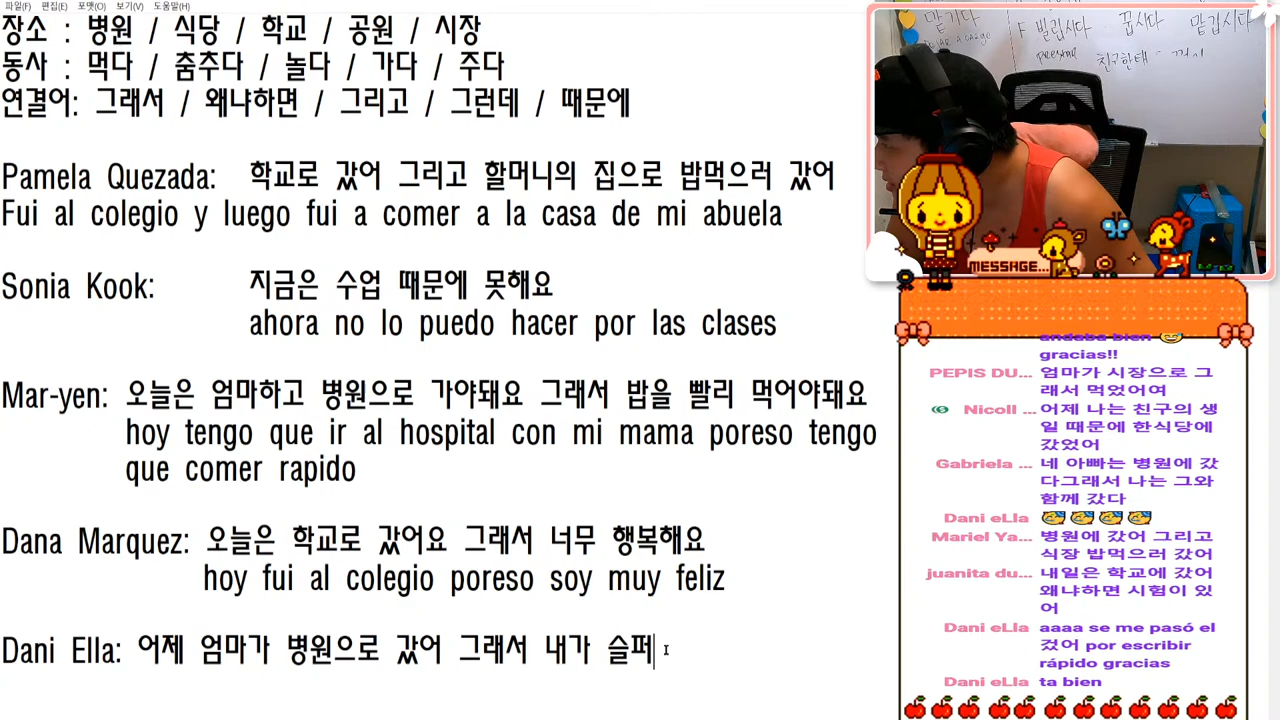 파일(F) 편집(E) 포맷(O) 보기(V) 도움말(H)
장소 : 병원 / 식당 / 학교 / 공원 / 시장
동사 : 먹다 / 춤추다 / 놀다 / 가다 / 주다
연결어: 그래서 / 왜냐하면 / 그리고 / 그런데 / 때문에
Pamela Quezada: 학교로 갔어 그리고 할머니의 집으로 밥먹으러 갔어
Fui al colegio y luego fui a comer a la casa de mi abuela
Sonia Kook: 지금은 수업 때문에 못해요
ahora no lo puedo hacer por las clases
Mar-yen: 오늘은 엄마하고 병원으로 가야돼요 그래서 밥을 빨리 먹어야돼요
hoy tengo que ir al hospital con mi mama poreso tengo
que comer rapido
Dana Marquez: 오늘은 학교로 갔어요 그래서 너무 행복해요
hoy fui al colegio poreso soy muy feliz
Dani Ella: 어제 엄마가 병원으로 갔어 그래서 내가 슬퍼
맡기다
F 법합시다 꿉시다 맡깁시다
친구한태
MESSAGE...
andaba bien 😅
gracias!!
PEPIS DU... 엄마가 시장으로 그
래서 먹었어여
Nicoll ... 어제 나는 친구의 생
일 때문에 한식당에
갔었어
Gabriela ... 네 아빠는 병원에 갔
다그래서 나는 그와
함께 갔다
Dani eLla 🥳🥳🥳🥳
Mariel Ya... 병원에 갔어 그리고
식장 밥먹으러 갔어
juanita du... 내일은 학교에 갔어
왜냐하면 시험이 있
어
Dani eLla aaaa se me pasó el
겄어 por escribir
rápido gracias
Dani eLla ta bien